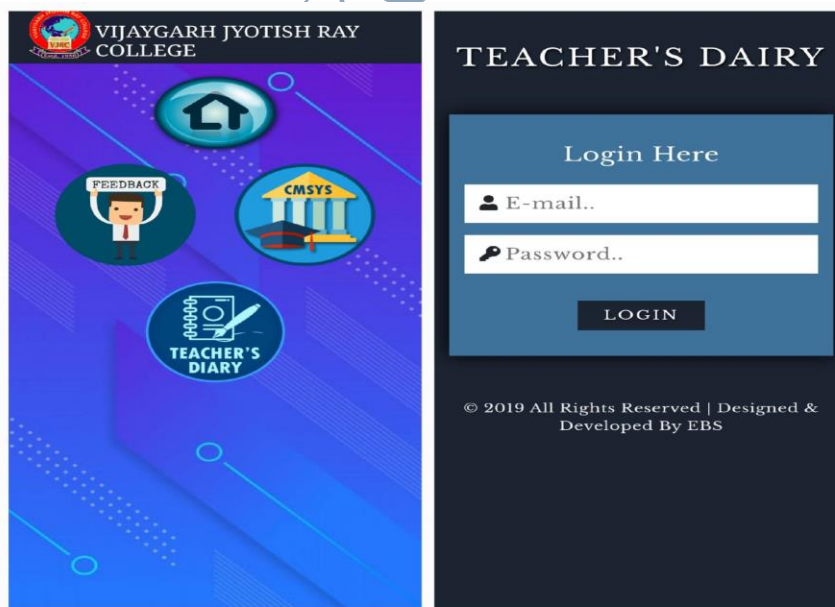 VIJAYGARH JYOTISH RAY
COLLEGE
FEEDBACK
CMSYS
TEACHER'S
DIARY
TEACHER'S DAIRY
Login Here
E-mail..
Password..
LOGIN
© 2019 All Rights Reserved | Designed &
Developed By EBS